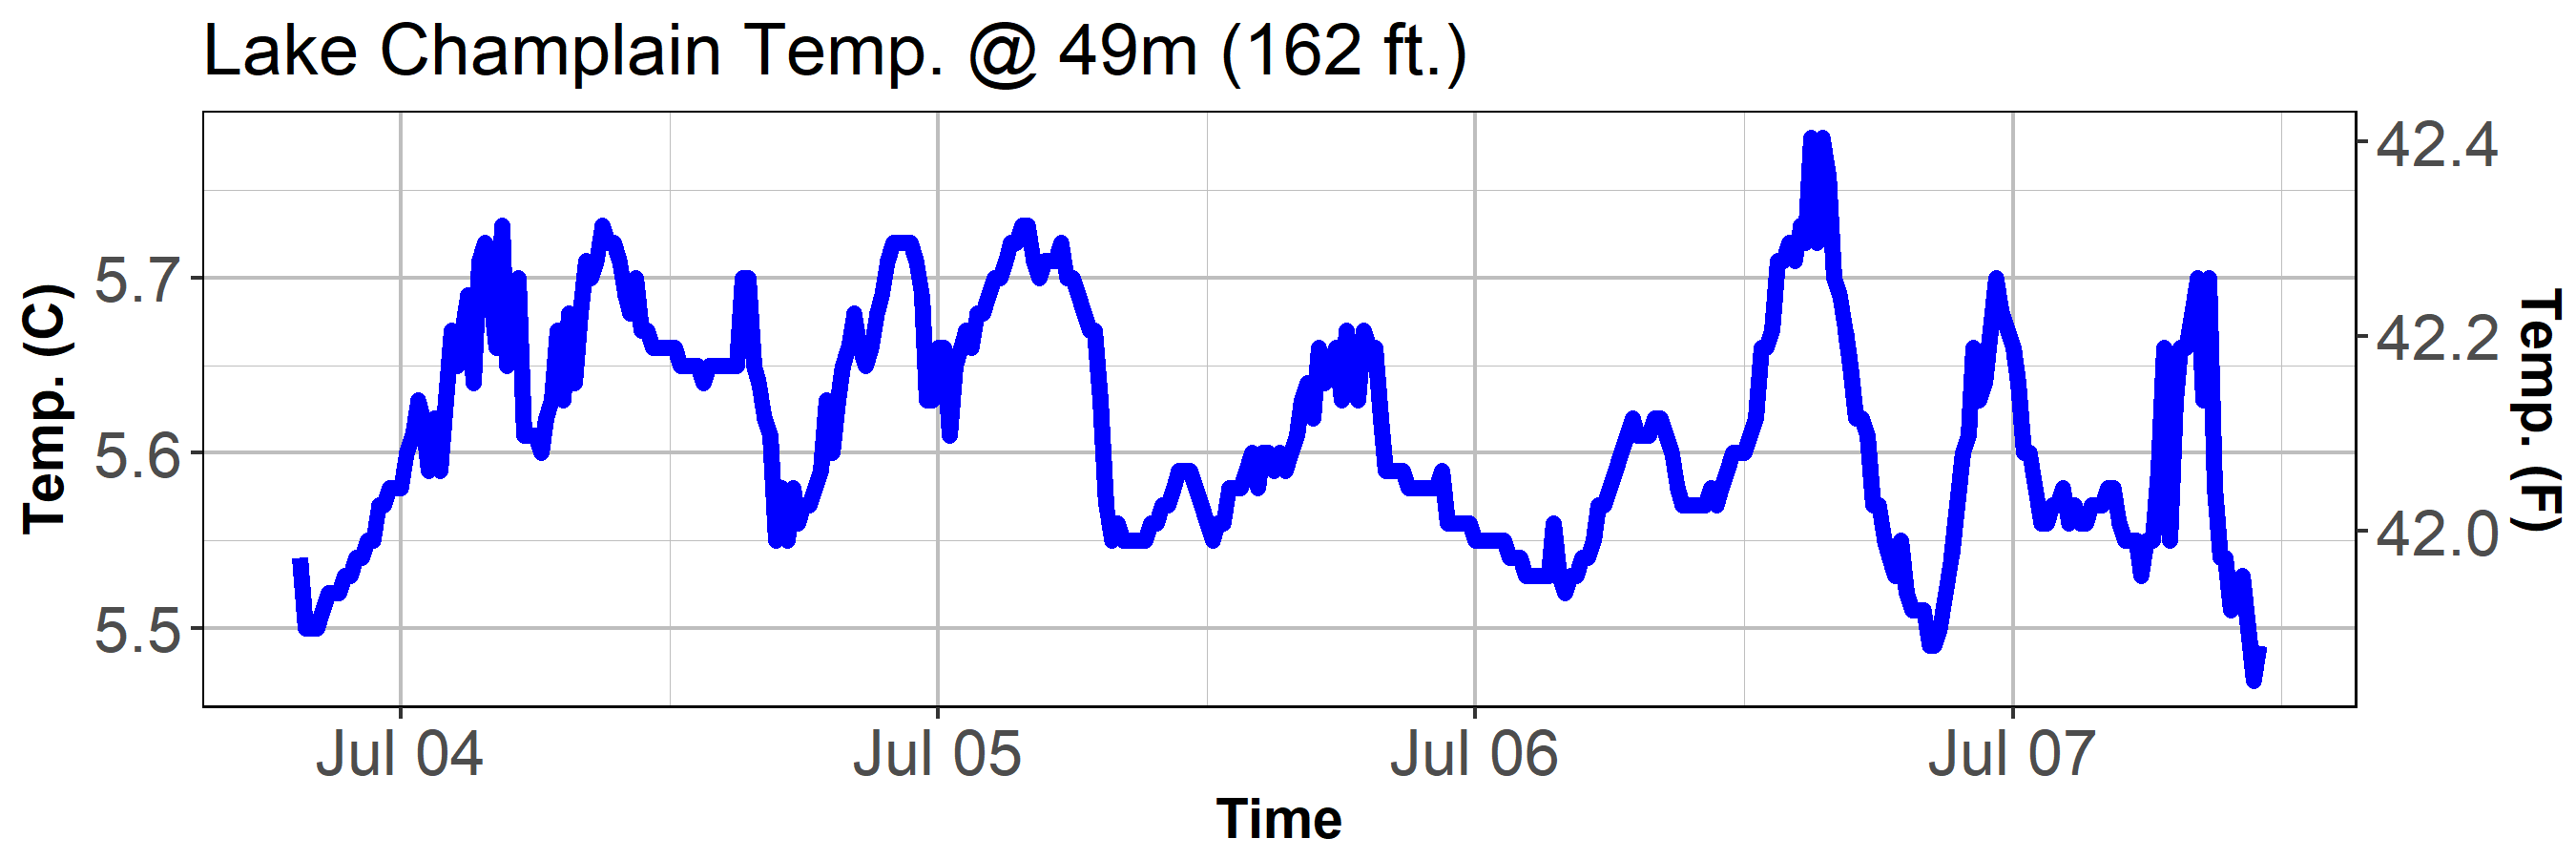 Lake Champlain Temp. @ 49m (162 ft.)
Temp. (C)
5.7
5.6
5.5
42.4
42.2
42.0
Temp. (F)
Jul 04 Jul 05 Jul 06 Jul 07
Time